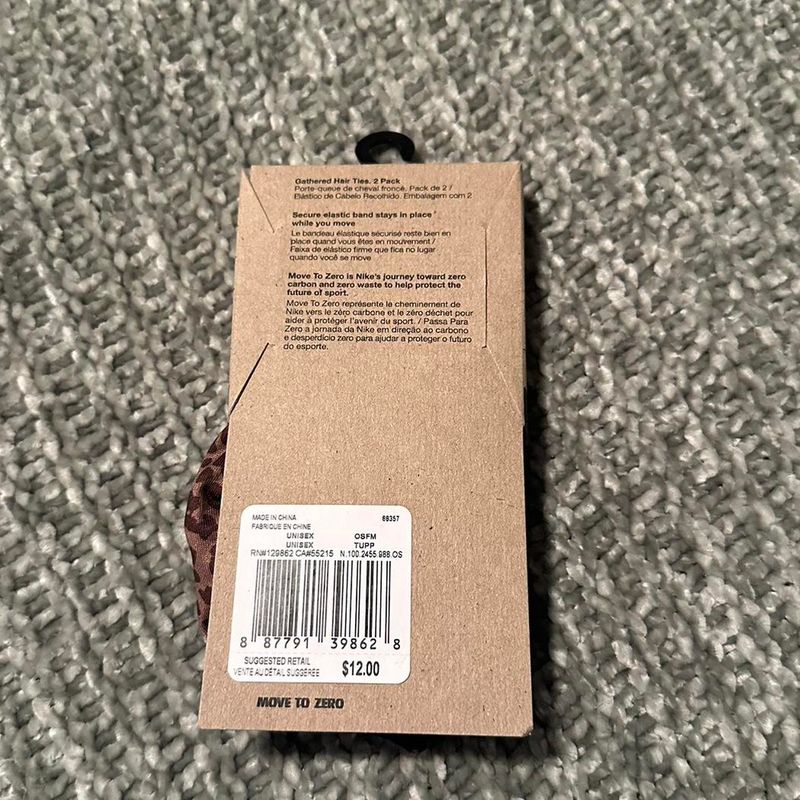 Gathered Hair Ties. 2 Pack
Porte-queue de cheval froncé. Pack de 2 /
Elástico de Cabelo Recolhido. Embalagem com 2
Secure elastic band stays in place
while you move
Le bandeau élastique sécurisé reste bien en
place quand vous êtes en mouvement /
Faixa de elástico firme que fica no lugar
quando você se move
Move To Zero is Nike's journey toward zero
carbon and zero waste to help protect the
future of sport.
Move To Zero représente le cheminement de
Nike vers le zéro carbone et le zéro déchet pour
aider à protéger l'avenir du sport. / Passa Para
Zero a jornada da Nike em direção ao carbono
e desperdício zero para ajudar a proteger o futuro
do esporte.
MADE IN CHINA 88357
FABRIQUE EN CHINE
UNISEX OSFM
UNISEX TUPP
RN#129862 CA#55215 N.100.2455.988.OS
8 87791 39862 8
SUGGESTED RETAIL
VENTE AU DÉTAIL SUGGÉRÉE $12.00
MOVE TO ZERO